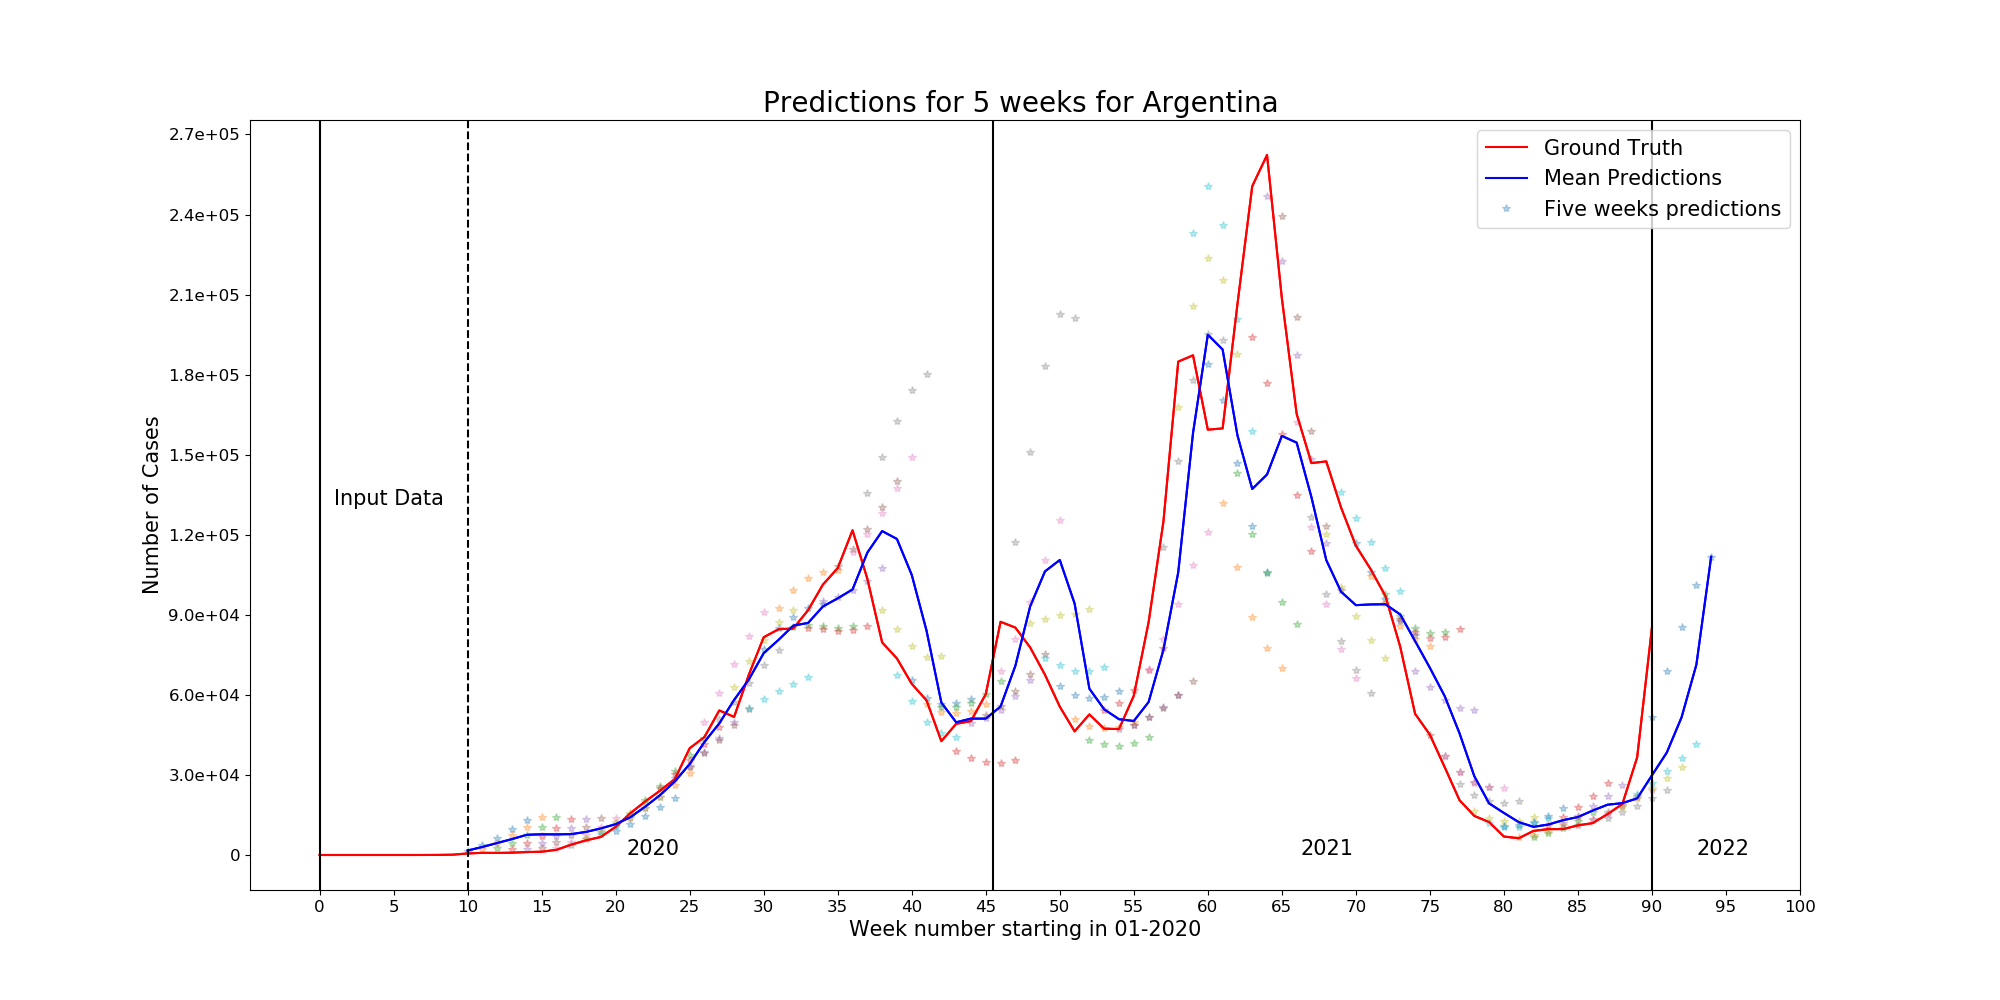 Predictions for 5 weeks for Argentina
Ground Truth
Mean Predictions
Five weeks predictions
Number of Cases
2.7e+05
2.4e+05
2.1e+05
1.8e+05
1.5e+05
1.2e+05
9.0e+04
6.0e+04
3.0e+04
0
Input Data
2020 2021 2022
0 5 10 15 20 25 30 35 40 45 50 55 60 65 70 75 80 85 90 95 100
Week number starting in 01-2020